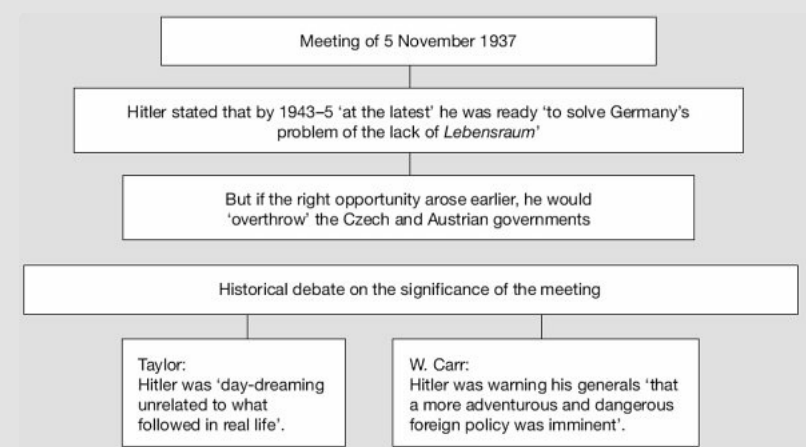 Meeting of 5 November 1937
Hitler stated that by 1943–5 ‘at the latest’ he was ready ‘to solve Germany’s
problem of the lack of Lebensraum’
But if the right opportunity arose earlier, he would
‘overthrow’ the Czech and Austrian governments
Historical debate on the significance of the meeting
Taylor:
Hitler was ‘day-dreaming
unrelated to what
followed in real life’.
W. Carr:
Hitler was warning his generals ‘that
a more adventurous and dangerous
foreign policy was imminent’.